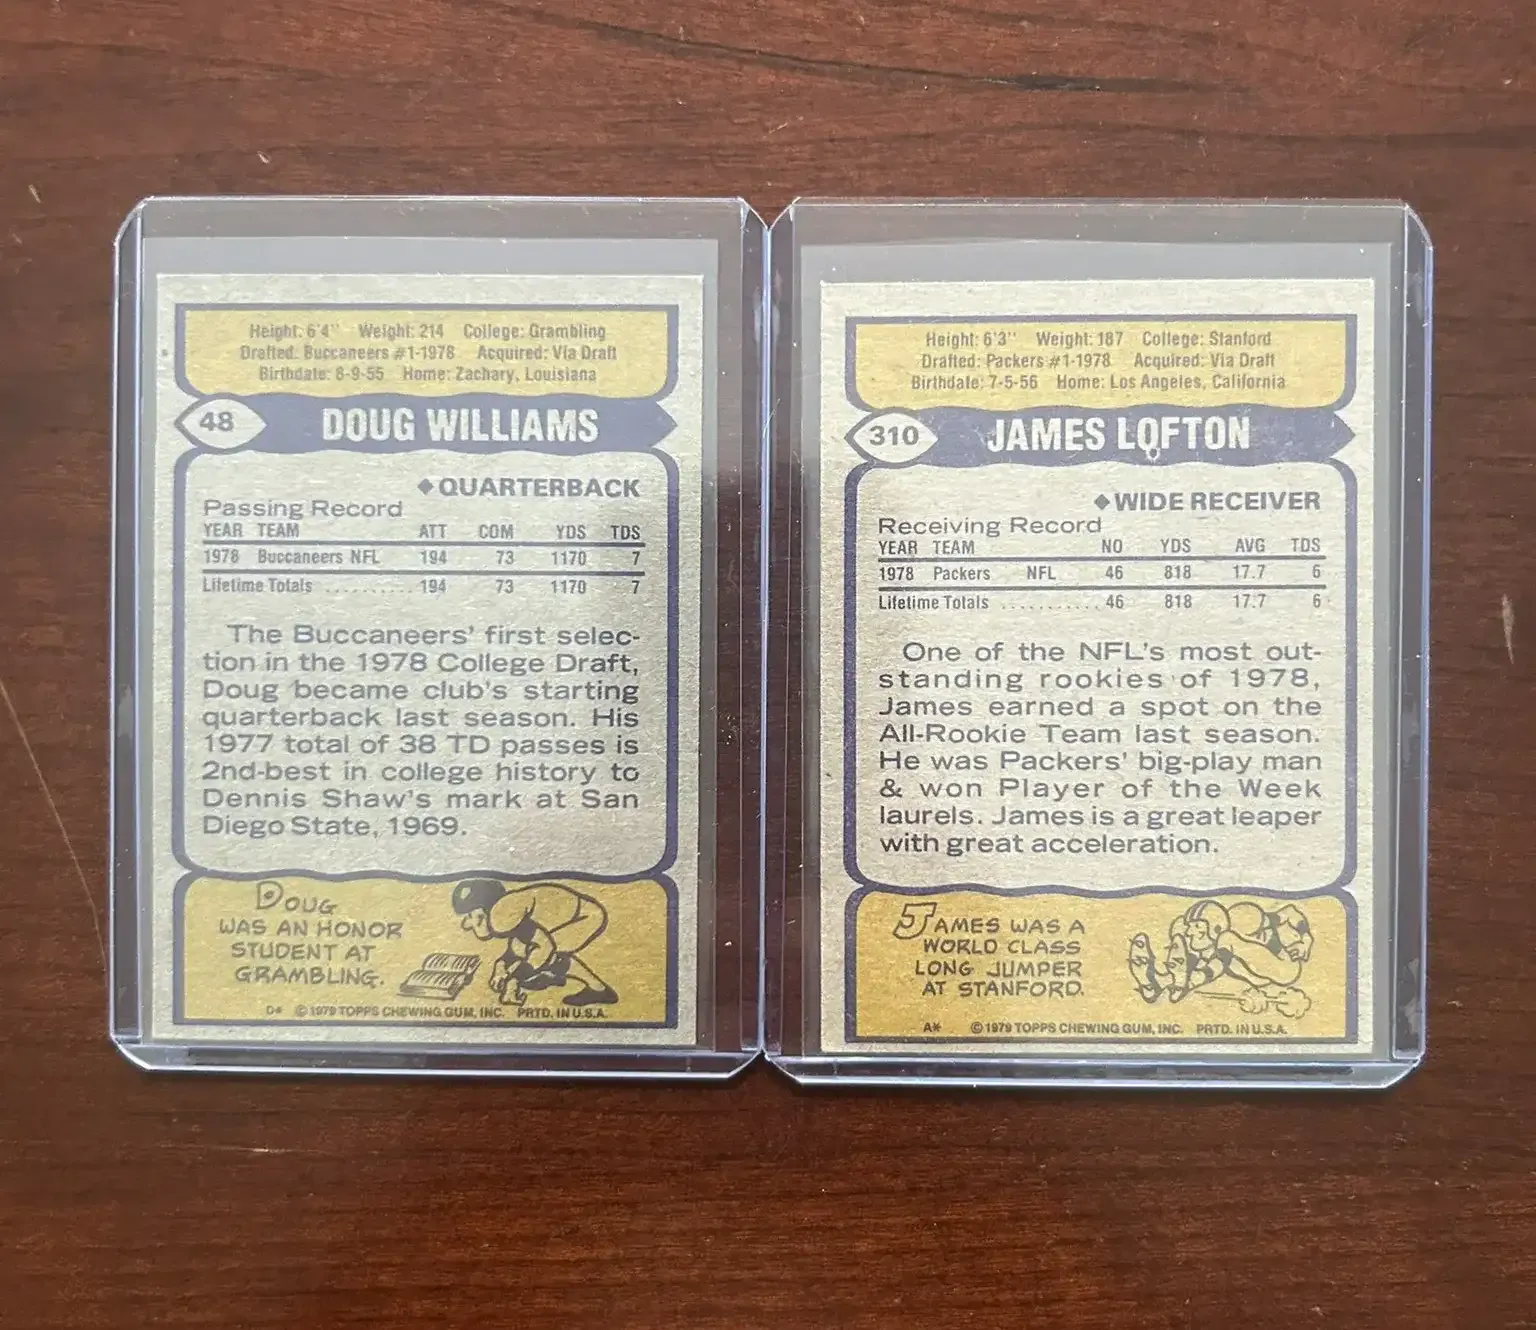 Height: 6'4'' Weight: 214 College: Grambling
Drafted: Buccaneers #1-1978 Acquired: Via Draft
Birthdate: 8-9-55 Home: Zachary, Louisiana
48 DOUG WILLIAMS
◆QUARTERBACK
Passing Record
YEAR TEAM ATT COM YDS TDS
1978 Buccaneers NFL 194 73 1170 7
Lifetime Totals .......... 194 73 1170 7
The Buccaneers' first selec-
tion in the 1978 College Draft,
Doug became club's starting
quarterback last season. His
1977 total of 38 TD passes is
2nd-best in college history to
Dennis Shaw's mark at San
Diego State, 1969.
DOUG
WAS AN HONOR
STUDENT AT
GRAMBLING.
D* © 1979 TOPPS CHEWING GUM, INC. PRTD. IN U.S.A.
Height: 6'3'' Weight: 187 College: Stanford
Drafted: Packers #1-1978 Acquired: Via Draft
Birthdate: 7-5-56 Home: Los Angeles, California
310 JAMES LOFTON
◆WIDE RECEIVER
Receiving Record
YEAR TEAM NO YDS AVG TDS
1978 Packers NFL 46 818 17.7 6
Lifetime Totals ........... 46 818 17.7 6
One of the NFL's most out-
standing rookies of 1978,
James earned a spot on the
All-Rookie Team last season.
He was Packers' big-play man
& won Player of the Week
laurels. James is a great leaper
with great acceleration.
JAMES WAS A
WORLD CLASS
LONG JUMPER
AT STANFORD.
A* © 1979 TOPPS CHEWING GUM, INC. PRTD. IN U.S.A.